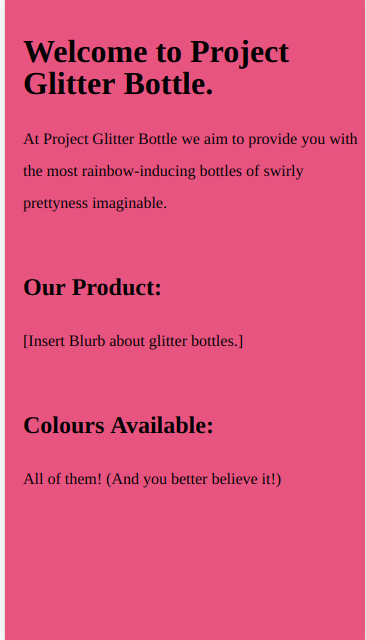 Welcome to Project
Glitter Bottle.
At Project Glitter Bottle we aim to provide you with
the most rainbow-inducing bottles of swirly
prettyness imaginable.
Our Product:
[Insert Blurb about glitter bottles.]
Colours Available:
All of them! (And you better believe it!)